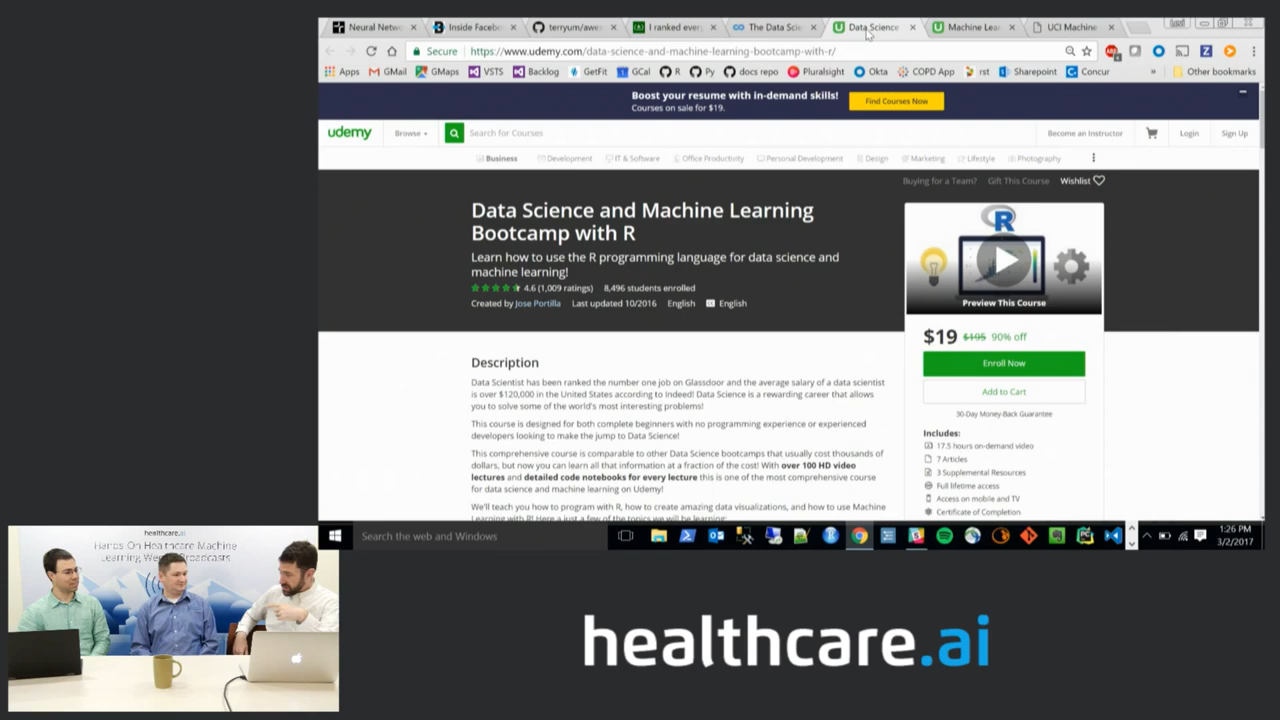 Neural Netw
Inside Facebo
terryum/awes
I ranked every
The Data Scie
Data Science
Machine Lea
UCI Machine
Secure
https://www.udemy.com/data-science-and-machine-learning-bootcamp-with-r/
Apps
GMail
GMaps
VSTS
Backlog
GetFit
GCal
R
Py
docs repo
Pluralsight
Okta
COPD App
rst
Sharepoint
Concur
»
Other bookmarks
Boost your resume with in-demand skills!
Courses on sale for $19.
Find Courses Now
udemy
Browse
Search for Courses
Become an Instructor
Login
Sign Up
Business
Development
IT & Software
Office Productivity
Personal Development
Design
Marketing
Lifestyle
Photography
Buying for a Team?
Gift This Course
Wishlist
Data Science and Machine Learning
Bootcamp with R
Learn how to use the R programming language for data science and
machine learning!
4.6 (1,009 ratings) 8,496 students enrolled
Created by Jose Portilla Last updated 10/2016 English English
R
Preview This Course
$19 $195 90% off
Enroll Now
Add to Cart
30-Day Money-Back Guarantee
Includes:
17.5 hours on-demand video
7 Articles
3 Supplemental Resources
Full lifetime access
Access on mobile and TV
Certificate of Completion
Description
Data Scientist has been ranked the number one job on Glassdoor and the average salary of a data scientist
is over $120,000 in the United States according to Indeed! Data Science is a rewarding career that allows
you to solve some of the world's most interesting problems!
This course is designed for both complete beginners with no programming experience or experienced
developers looking to make the jump to Data Science!
This comprehensive course is comparable to other Data Science bootcamps that usually cost thousands of
dollars, but now you can learn all that information at a fraction of the cost! With over 100 HD video
lectures and detailed code notebooks for every lecture this is one of the most comprehensive course
for data science and machine learning on Udemy!
We'll teach you how to program with R, how to create amazing data visualizations, and how to use Machine
Learning with R! Here a just a few of the topics we will be learning:
Search the web and Windows
1:26 PM
3/2/2017
healthcare.ai
Hands On Healthcare Machine
Learning Web Broadcasts
healthcare.ai